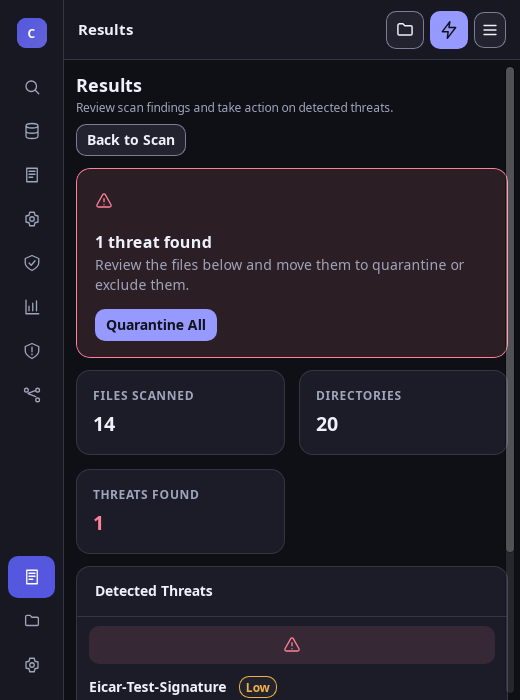 C
Results
Results
Review scan findings and take action on detected threats.
Back to Scan
1 threat found
Review the files below and move them to quarantine or
exclude them.
Quarantine All
FILES SCANNED
14
DIRECTORIES
20
THREATS FOUND
1
Detected Threats
Eicar-Test-Signature
Low